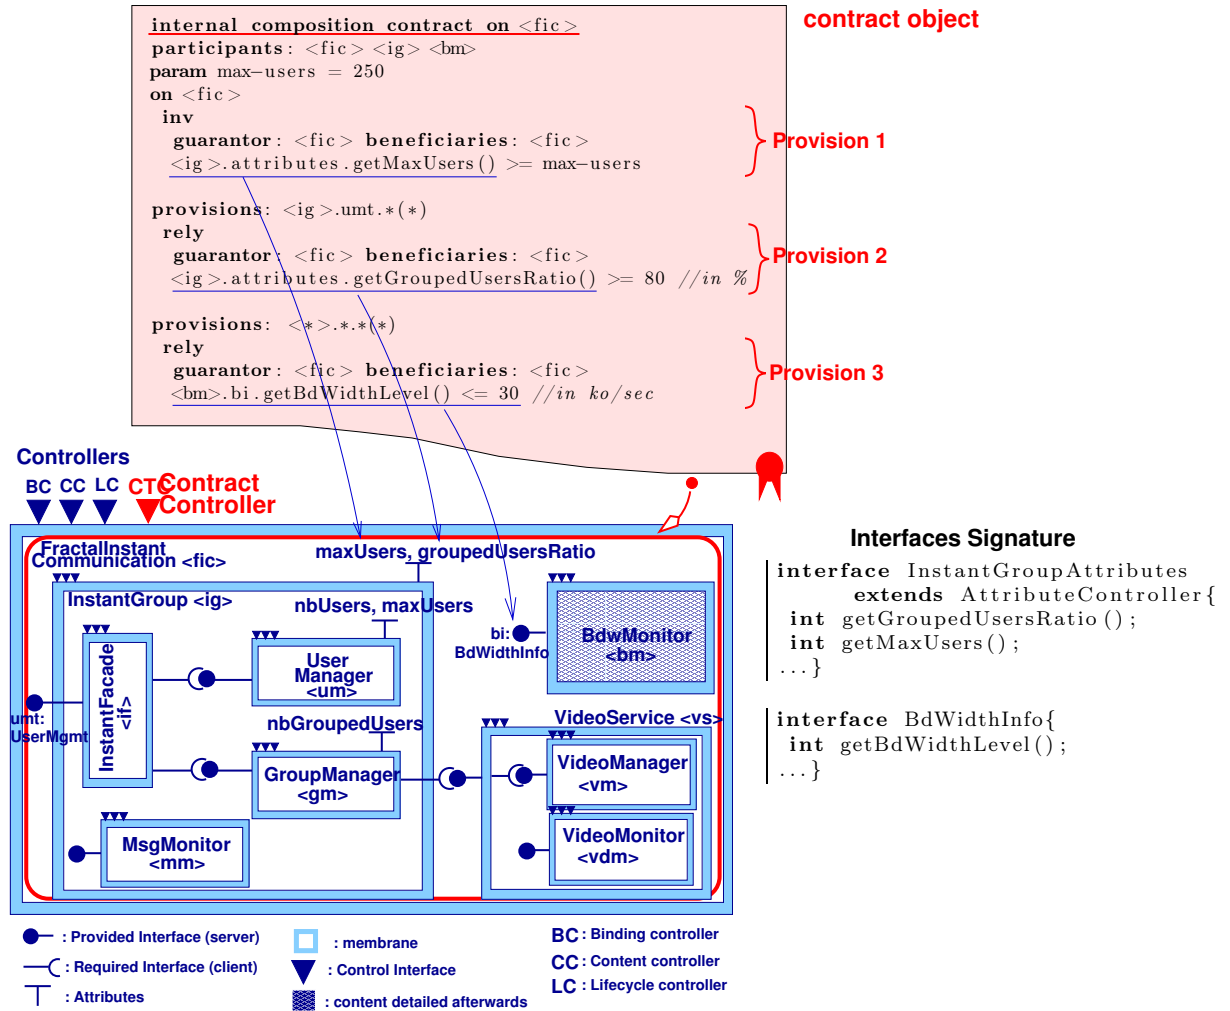 contract object
internal composition contract on <fic>
participants: <fic> <ig> <bm>
param max-users = 250
on <fic>
inv
guarantor: <fic> beneficiaries: <fic>
<ig>.attributes.getMaxUsers() >= max-users
Provision 1
provisions: <ig>.umt.*(*)
rely
guarantor: <fic> beneficiaries: <fic>
<ig>.attributes.getGroupedUsersRatio() >= 80 //in %
Provision 2
provisions: <*>.*.*(*)
rely
guarantor: <fic> beneficiaries: <fic>
<bm>.bi.getBdWidthLevel() <= 30 //in ko/sec
Provision 3
Controllers
BC CC LC CTC
Contract
Controller
FractalInstant
Communication <fic>
maxUsers, groupedUsersRatio
InstantGroup <ig>
nbUsers, maxUsers
InstantFacade
<if>
User
Manager
<um>
bi:
BdWidthInfo
BdwMonitor
<bm>
umt:
UserMgmt
nbGroupedUsers
GroupManager
<gm>
VideoService <vs>
VideoManager
<vm>
MsgMonitor
<mm>
VideoMonitor
<vdm>
Interfaces Signature
interface InstantGroupAttributes
extends AttributeController{
int getGroupedUsersRatio();
int getMaxUsers();
...}
interface BdWidthInfo{
int getBdWidthLevel();
...}
: Provided Interface (server)
: Required Interface (client)
: Attributes
: membrane
: Control Interface
: content detailed afterwards
BC : Binding controller
CC : Content controller
LC : Lifecycle controller